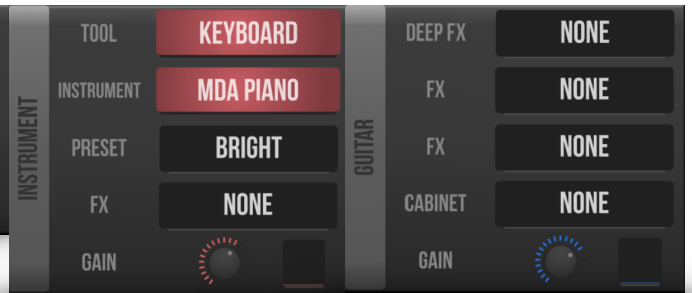 INSTRUMENT
TOOL KEYBOARD
INSTRUMENT MDA PIANO
PRESET BRIGHT
FX NONE
GAIN
GUITAR
DEEP FX NONE
FX NONE
FX NONE
CABINET NONE
GAIN